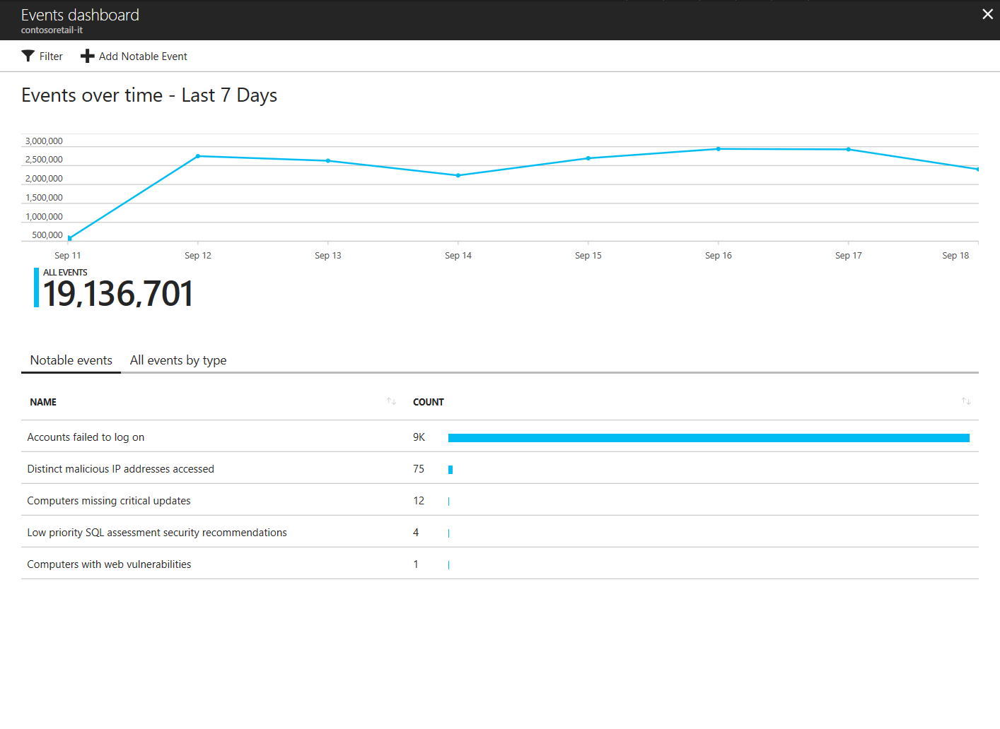 Events dashboard
contosoretail-it
Filter Add Notable Event
Events over time - Last 7 Days
3,000,000
2,500,000
2,000,000
1,500,000
1,000,000
500,000
Sep 11 Sep 12 Sep 13 Sep 14 Sep 15 Sep 16 Sep 17 Sep 18
ALL EVENTS
19,136,701
Notable events All events by type
NAME COUNT
Accounts failed to log on 9K
Distinct malicious IP addresses accessed 75
Computers missing critical updates 12
Low priority SQL assessment security recommendations 4
Computers with web vulnerabilities 1